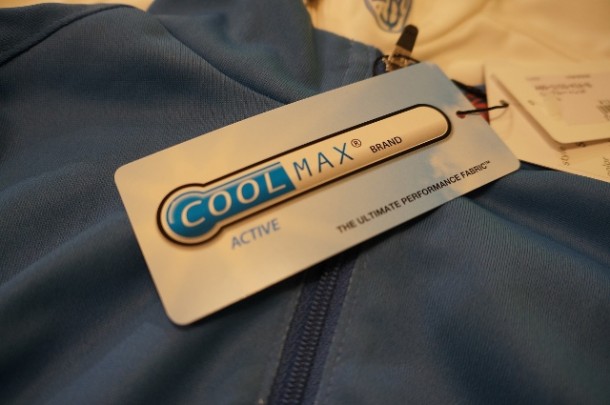 COOLMAX® BRAND
ACTIVE
THE ULTIMATE PERFORMANCE FABRIC™